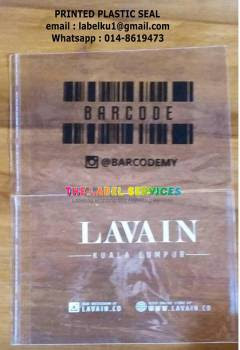 PRINTED PLASTIC SEAL
email : labelku1@gmail.com
Whatsapp : 014-8619473
BARCODE
@BARCODEMY
THE LABEL SERVICES
LAVAIN
KUALA LUMPUR
LAVAIN.CO
WWW.LAVAIN.CO